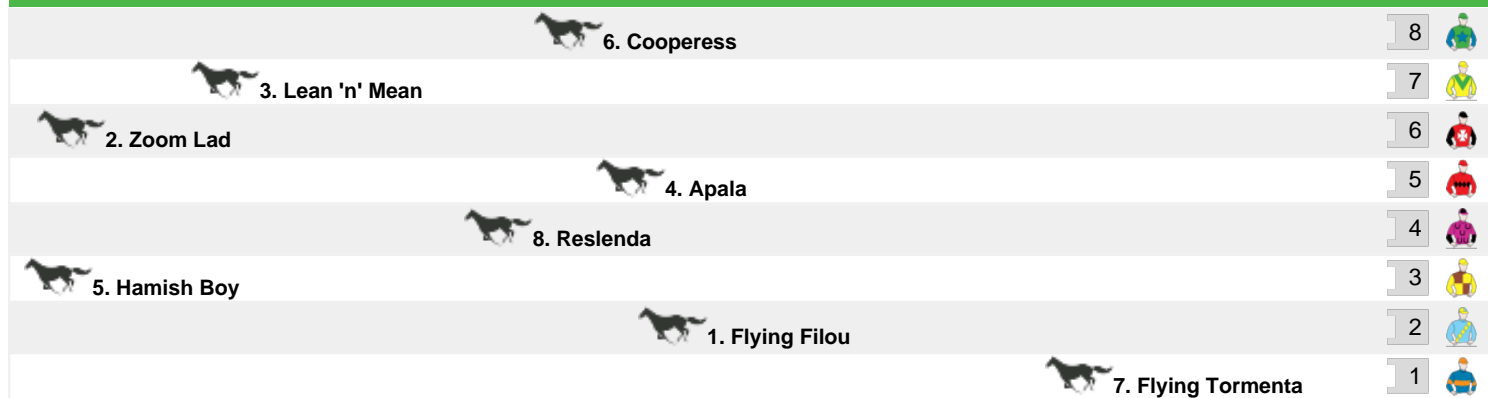 6. Cooperess 8
3. Lean 'n' Mean 7
2. Zoom Lad 6
4. Apala 5
8. Reslenda 4
5. Hamish Boy 3
1. Flying Filou 2
7. Flying Tormenta 1